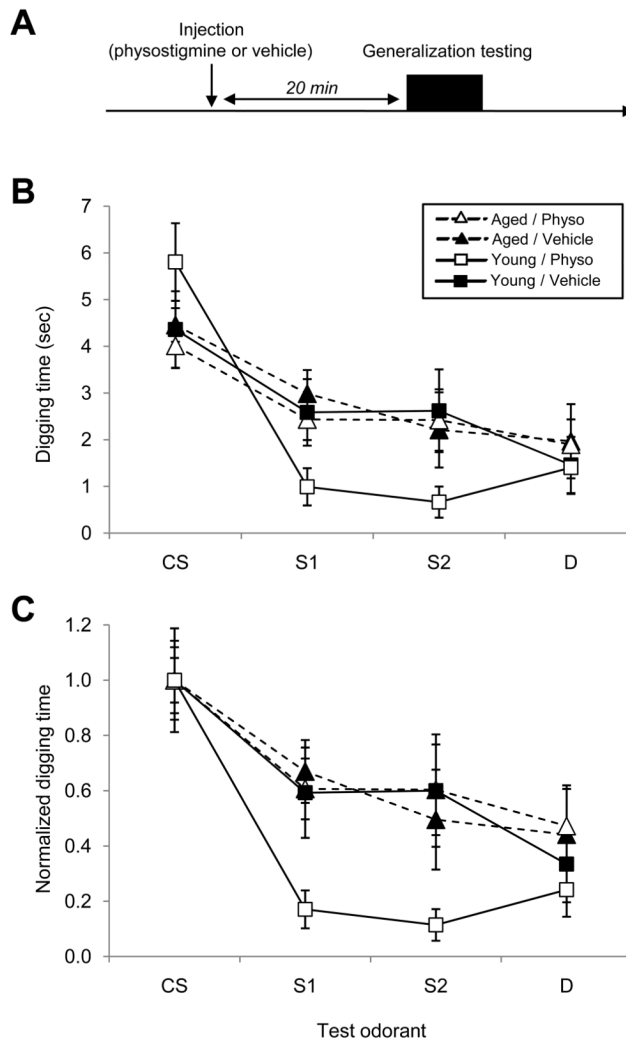 A
Injection
(physostigmine or vehicle)
Generalization testing
20 min
B
7
6
5
4
3
2
1
0
Digging time (sec)
Aged / Physo
Aged / Vehicle
Young / Physo
Young / Vehicle
CS S1 S2 D
C
1.2
1.0
0.8
0.6
0.4
0.2
0.0
Normalized digging time
CS S1 S2 D
Test odorant